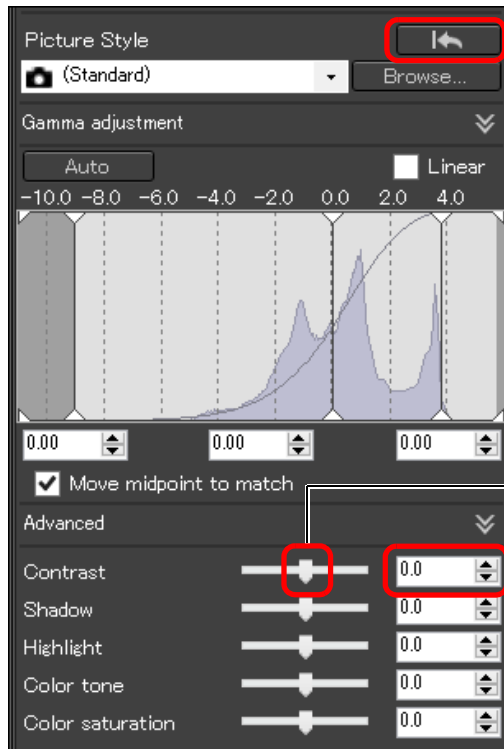 Picture Style
(Standard)
Browse...
Gamma adjustment
Auto
Linear
-10.0 -8.0 -6.0 -4.0 -2.0 0.0 2.0 4.0
0.00 0.00 0.00
Move midpoint to match
Advanced
Contrast 0.0
Shadow 0.0
Highlight 0.0
Color tone 0.0
Color saturation 0.0